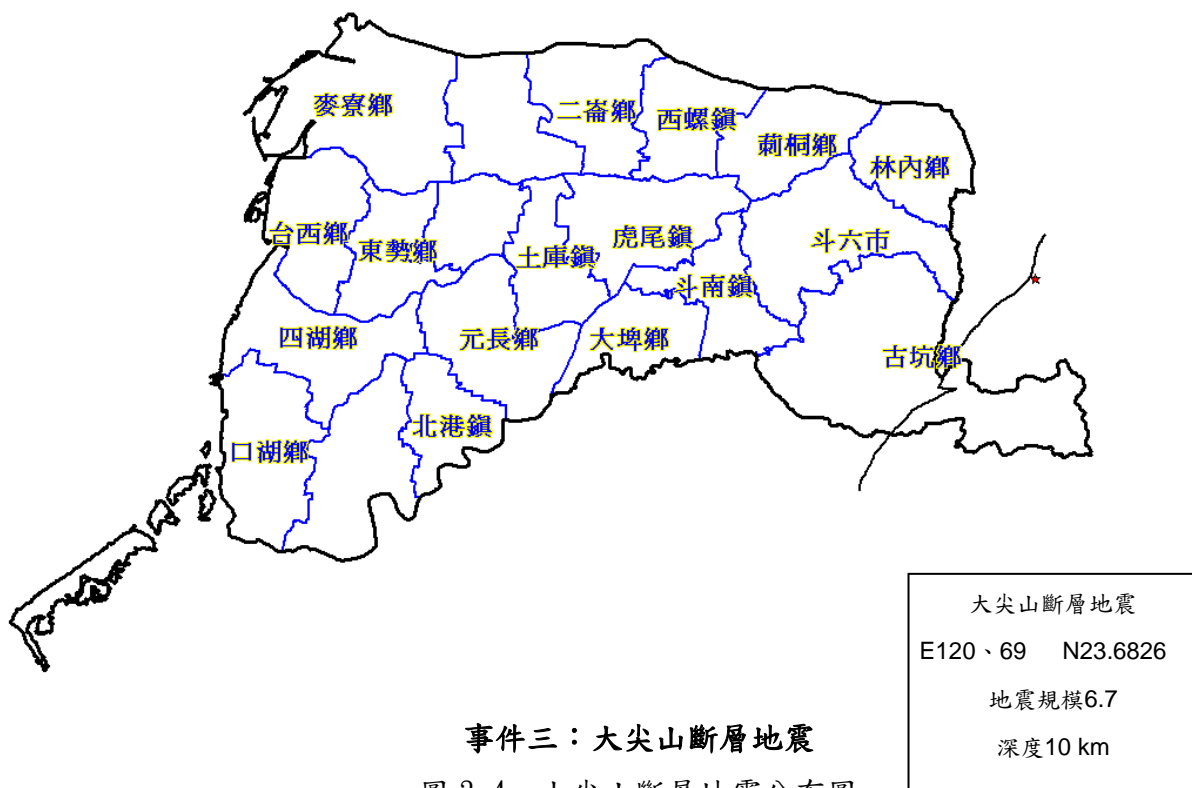 麥寮鄉
二崙鄉
西螺鎮
莿桐鄉
林內鄉
台西鄉
東勢鄉
土庫鎮
虎尾鎮
斗六市
斗南鎮
四湖鄉
元長鄉
大埤鄉
古坑鄉
口湖鄉
北港鎮
大尖山斷層地震
E120、69 N23.6826
地震規模6.7
深度10 km
事件三：大尖山斷層地震